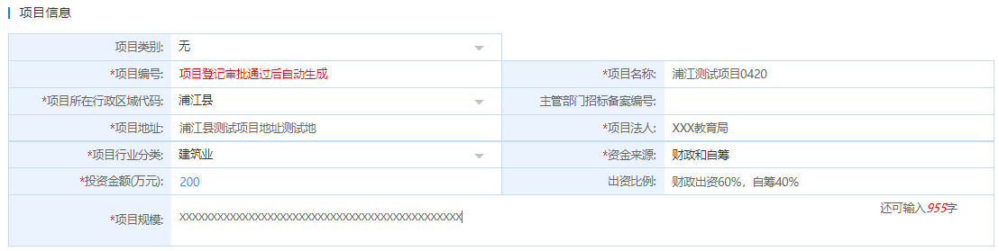 项目信息
项目类别: 无
*项目编号: 项目登记审批通过后自动生成 *项目名称: 浦江测试项目0420
*项目所在行政区域代码: 浦江县 主管部门招标备案编号:
*项目地址: 浦江县测试项目地址测试地 *项目法人: XXX教育局
*项目行业分类: 建筑业 *资金来源: 财政和自筹
*投资金额(万元): 200 出资比例: 财政出资60%，自筹40%
还可输入955字
*项目规模: XXXXXXXXXXXXXXXXXXXXXXXXXXXXXXXXXXXXXXXXXXXXX